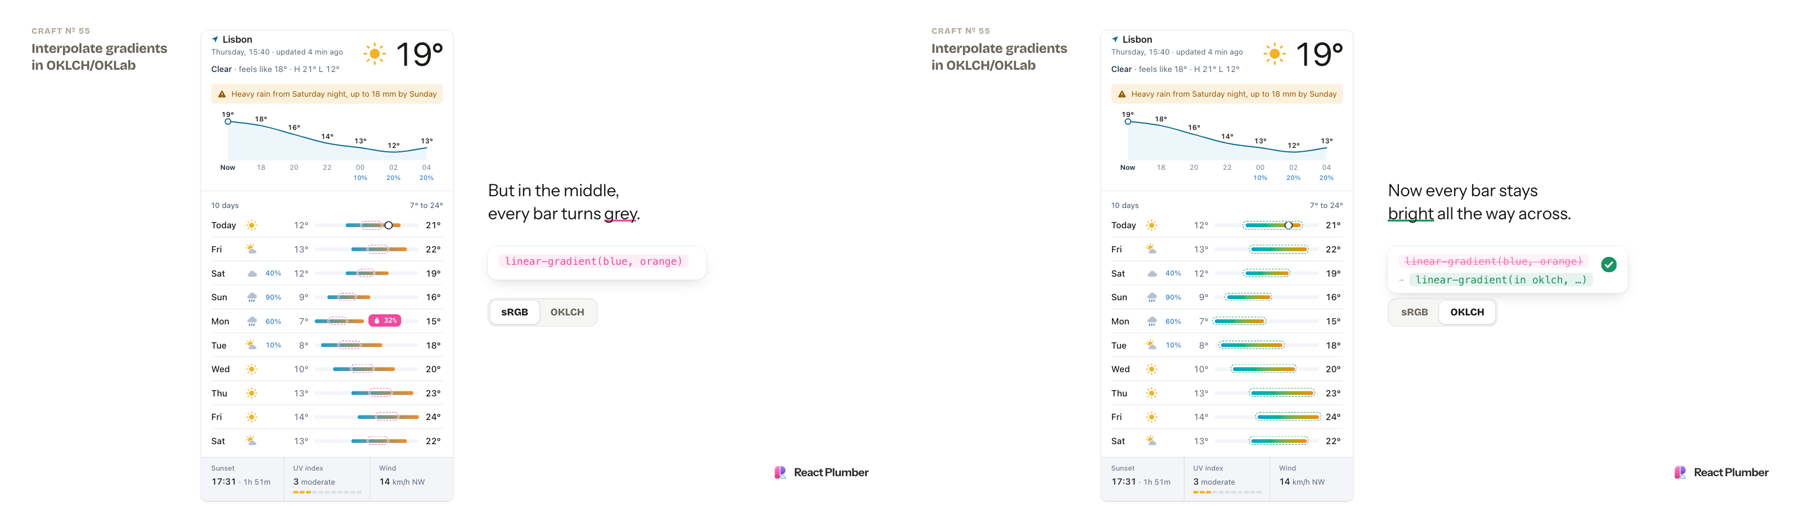 CRAFT Nº 55
Interpolate gradients
in OKLCH/OKLab
Lisbon
Thursday, 15:40 · updated 4 min ago
Clear · feels like 18° · H 21° L 12°
19°
Heavy rain from Saturday night, up to 18 mm by Sunday
19° 18° 16° 14° 13° 12° 13°
Now 18 20 22 00 02 04
10% 20% 20%
10 days 7° to 24°
Today 12° 21°
Fri 13° 22°
Sat 40% 12° 19°
Sun 90% 9° 16°
Mon 60% 7° 32% 15°
Tue 10% 8° 18°
Wed 10° 20°
Thu 13° 23°
Fri 14° 24°
Sat 13° 22°
Sunset UV index Wind
17:31 · 1h 51m 3 moderate 14 km/h NW
But in the middle,
every bar turns grey.
linear-gradient(blue, orange)
sRGB OKLCH
React Plumber
CRAFT Nº 55
Interpolate gradients
in OKLCH/OKLab
Lisbon
Thursday, 15:40 · updated 4 min ago
Clear · feels like 18° · H 21° L 12°
19°
Heavy rain from Saturday night, up to 18 mm by Sunday
19° 18° 16° 14° 13° 12° 13°
Now 18 20 22 00 02 04
10% 20% 20%
10 days 7° to 24°
Today 12° 21°
Fri 13° 22°
Sat 40% 12° 19°
Sun 90% 9° 16°
Mon 60% 7° 15°
Tue 10% 8° 18°
Wed 10° 20°
Thu 13° 23°
Fri 14° 24°
Sat 13° 22°
Sunset UV index Wind
17:31 · 1h 51m 3 moderate 14 km/h NW
Now every bar stays
bright all the way across.
linear-gradient(blue, orange)
→ linear-gradient(in oklch, …)
sRGB OKLCH
React Plumber